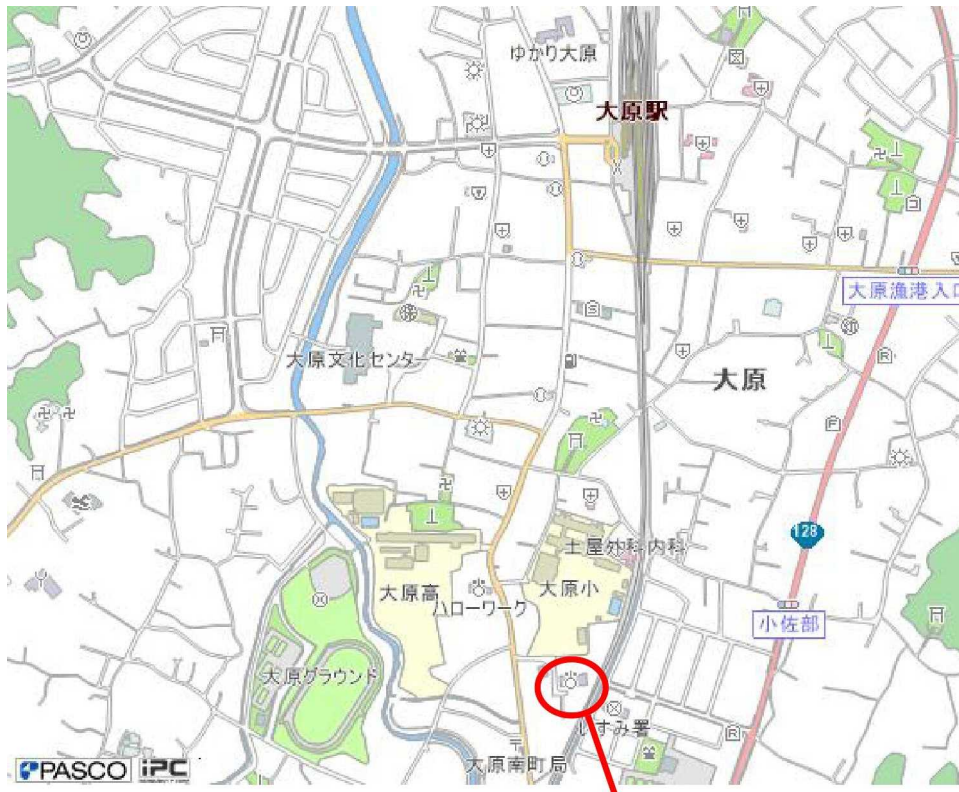 ゆかり大原
大原駅
大原漁港入口
大原文化センター
大原
128
土屋外科内科
大原高
大原小
ハローワーク
小佐部
大原グラウンド
いすみ署
大原南町局
PASCO iPC